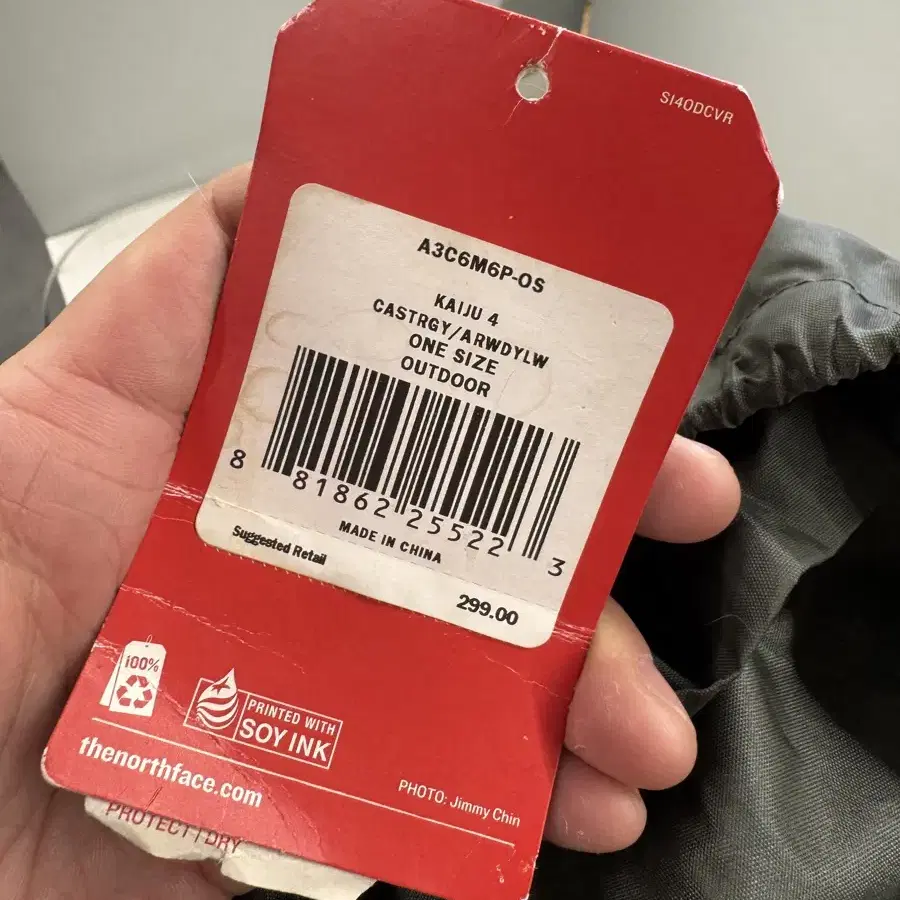 SI40DCVR
A3C6M6P-OS
KAIJU 4
CASTRGY/ARWDYLW
ONE SIZE
OUTDOOR
8 81862 25522 3
MADE IN CHINA
Suggested Retail
299.00
100%
PRINTED WITH
SOY INK
thenorthface.com
PHOTO: Jimmy Chin
PROTECT | DRY